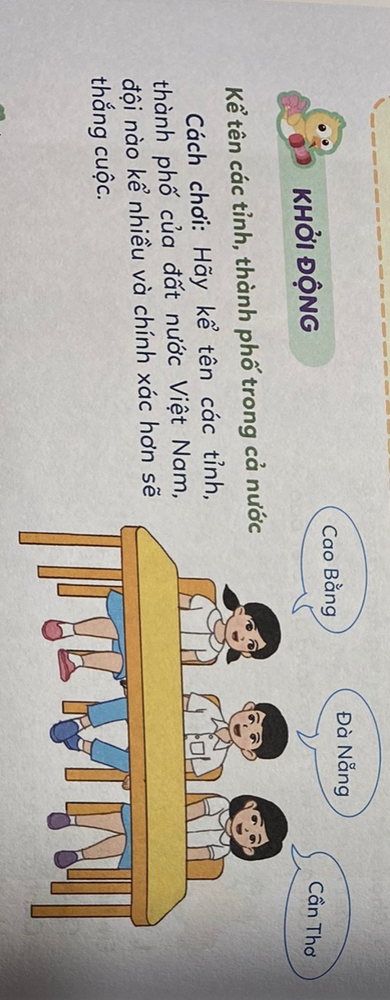 KHỞI ĐỘNG
Kể tên các tỉnh, thành phố trong cả nước
Cách chơi: Hãy kể tên các tỉnh,
thành phố của đất nước Việt Nam,
đội nào kể nhiều và chính xác hơn sẽ
thắng cuộc.
Cao Bằng
Đà Nẵng
Cần Thơ